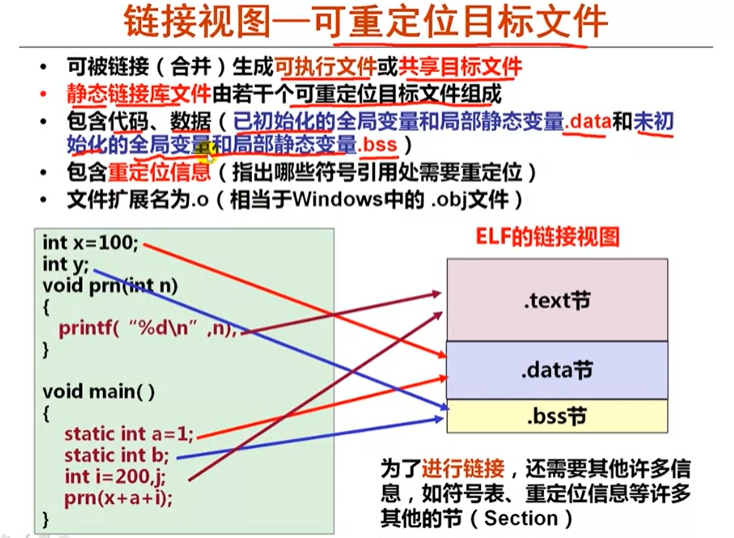 链接视图—可重定位目标文件
• 可被链接（合并）生成可执行文件或共享目标文件
• 静态链接库文件由若干个可重定位目标文件组成
• 包含代码、数据（已初始化的全局变量和局部静态变量.data和未初
始化的全局变量和局部静态变量.bss）
• 包含重定位信息（指出哪些符号引用处需要重定位）
• 文件扩展名为.o（相当于Windows中的 .obj文件）
int x=100;
int y;
void prn(int n)
{
printf( “%d\n” ,n);
}
void main( )
{
static int a=1;
static int b;
int i=200,j;
prn(x+a+i);
}
ELF的链接视图
.text节
.data节
.bss节
为了进行链接，还需要其他许多信
息，如符号表、重定位信息等许多
其他的节（Section）